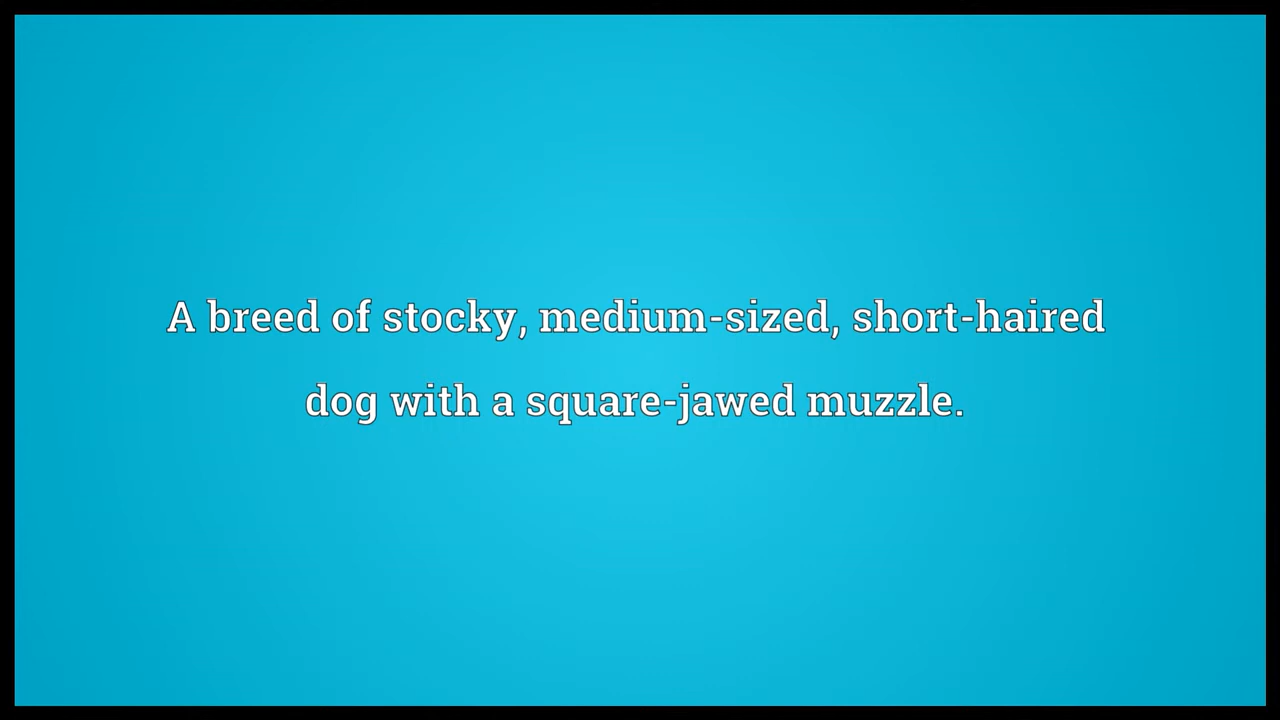 A breed of stocky, medium-sized, short-haired
dog with a square-jawed muzzle.